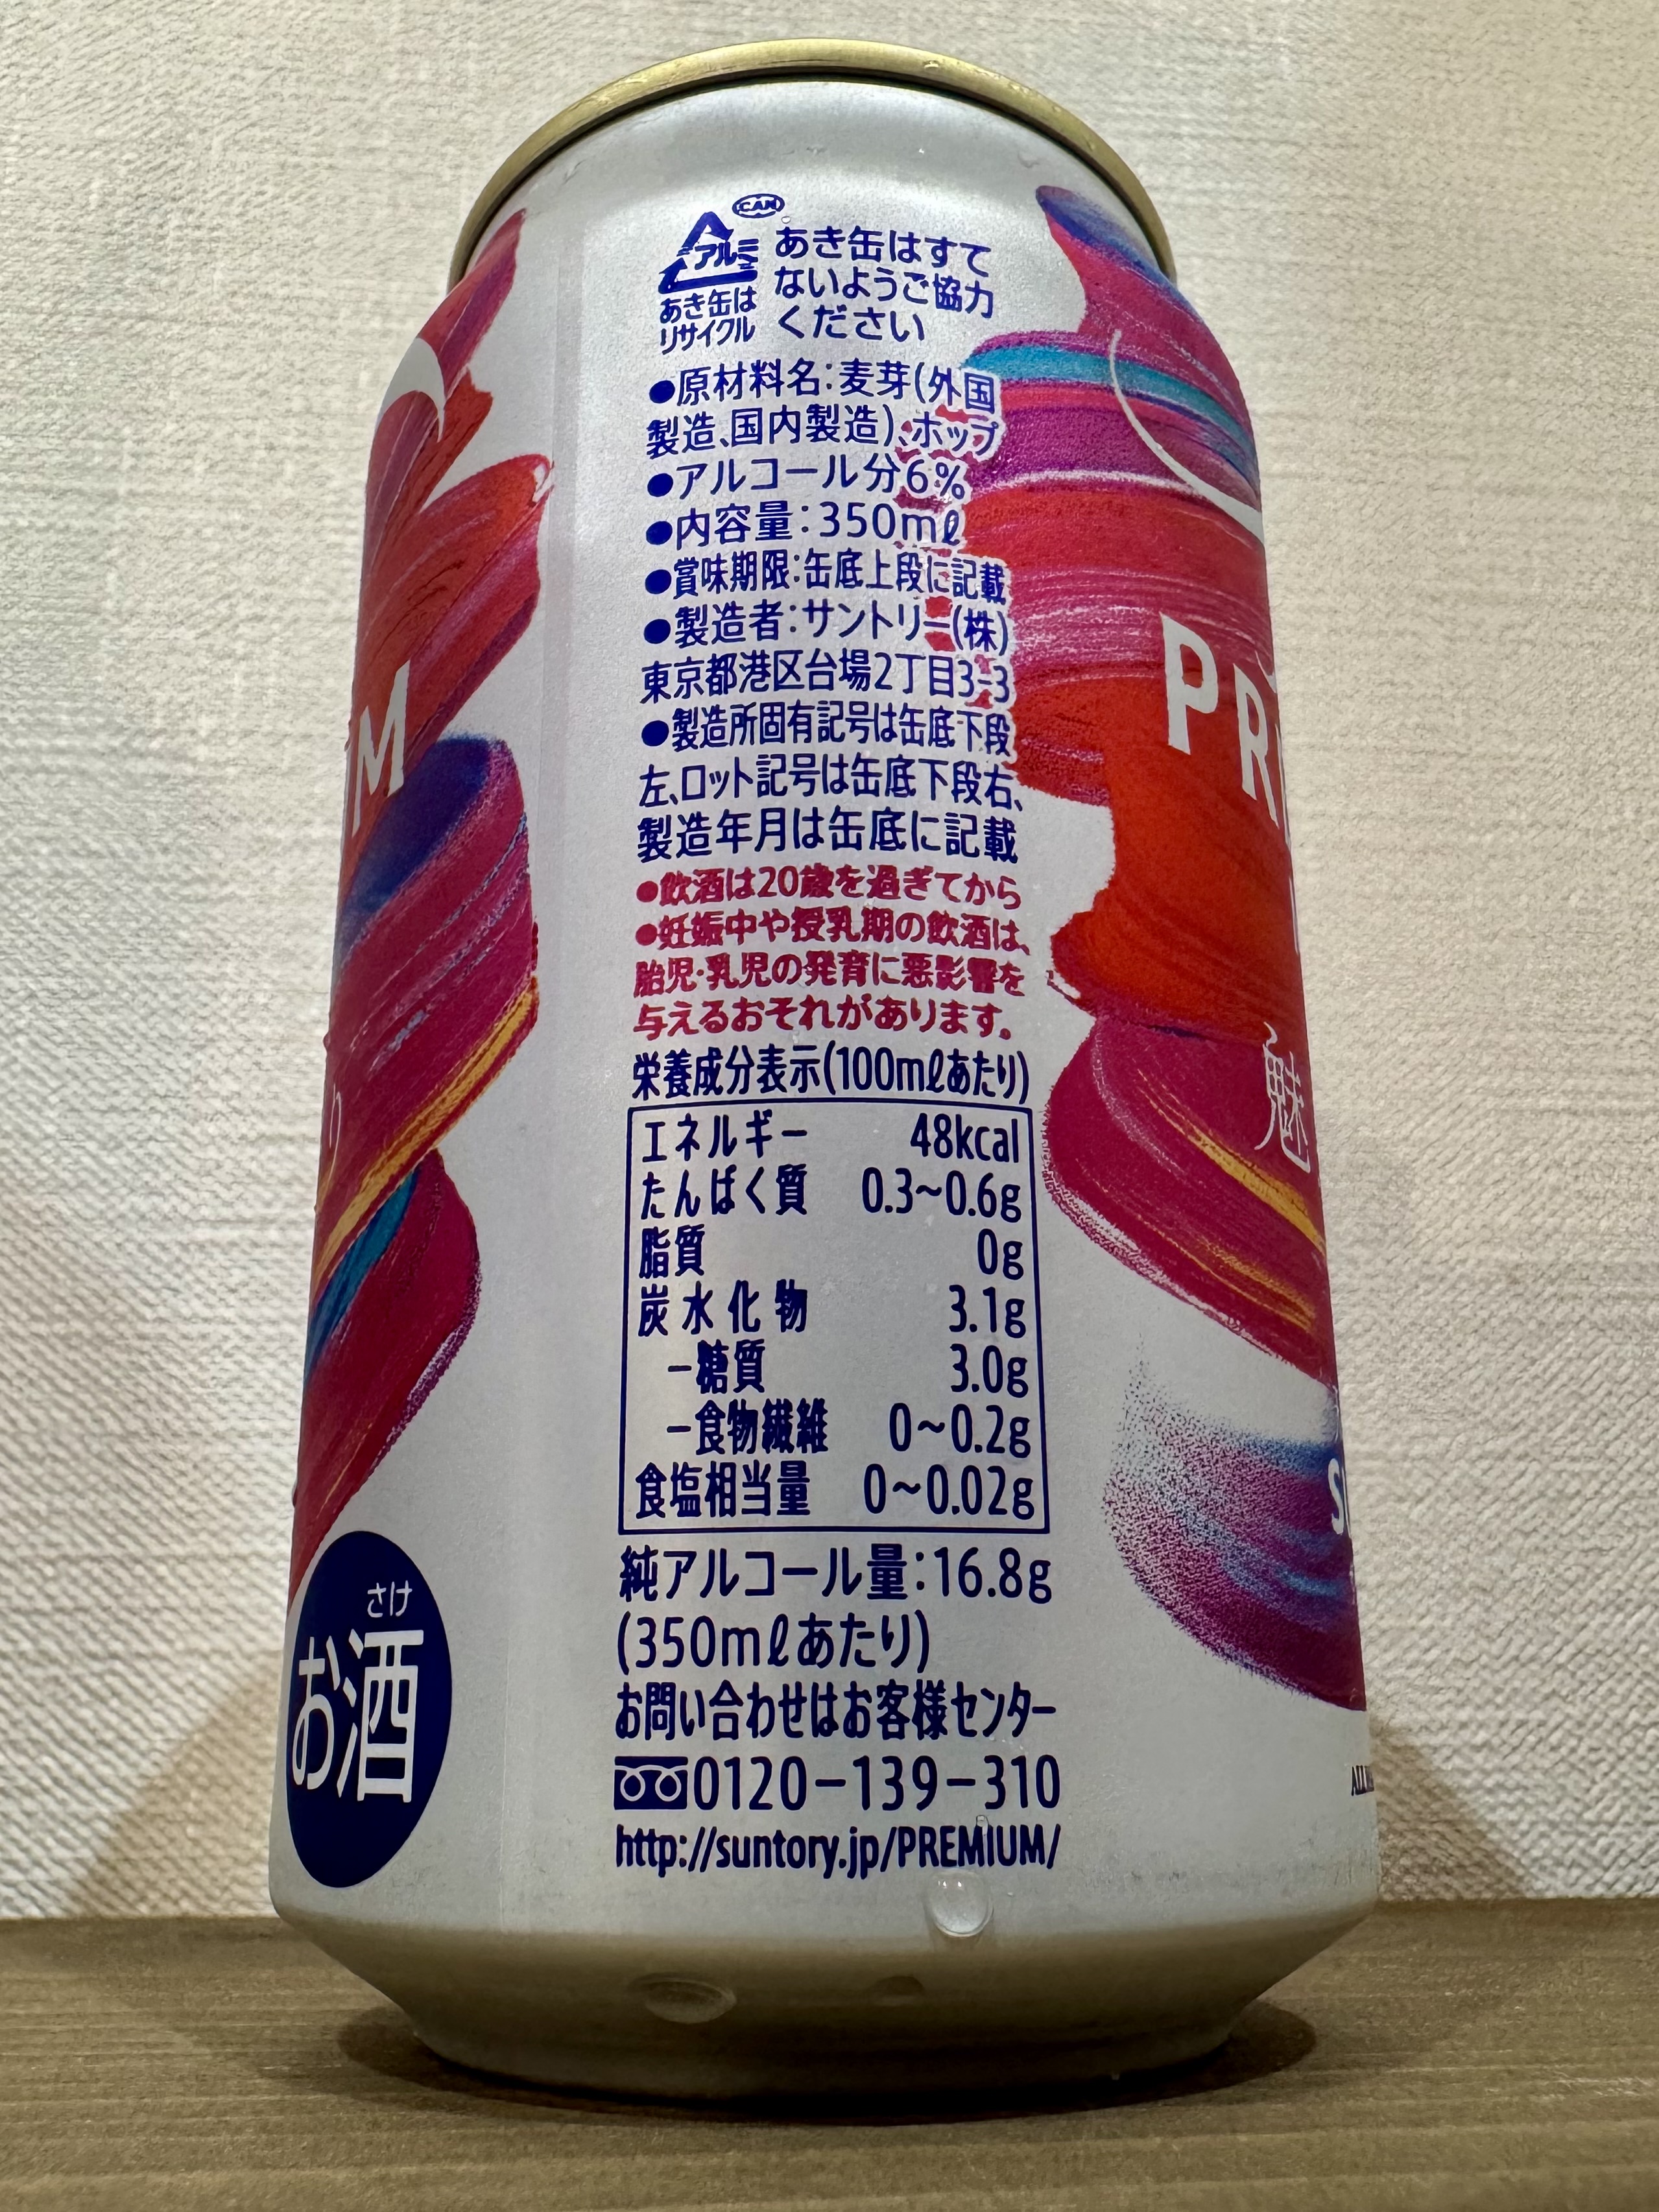 CAN
アルミ
あき缶は
リサイクル
あき缶はすて
ないようご協力
ください
●原材料名:麦芽(外国
製造、国内製造)、ホップ
●アルコール分6%
●内容量:350mℓ
●賞味期限:缶底上段に記載
●製造者:サントリー(株)
東京都港区台場2丁目3-3
●製造所固有記号は缶底下段
左、ロット記号は缶底下段右、
製造年月は缶底に記載
●飲酒は20歳を過ぎてから
●妊娠中や授乳期の飲酒は、
胎児・乳児の発育に悪影響を
与えるおそれがあります。
栄養成分表示(100mℓあたり)
エネルギー 48kcal
たんぱく質 0.3~0.6g
脂質 0g
炭水化物 3.1g
-糖質 3.0g
-食物繊維 0~0.2g
食塩相当量 0~0.02g
純アルコール量:16.8g
(350mℓあたり)
お問い合わせはお客様センター
0120-139-310
http://suntory.jp/PREMIUM/
さけ
お酒
PR
魅